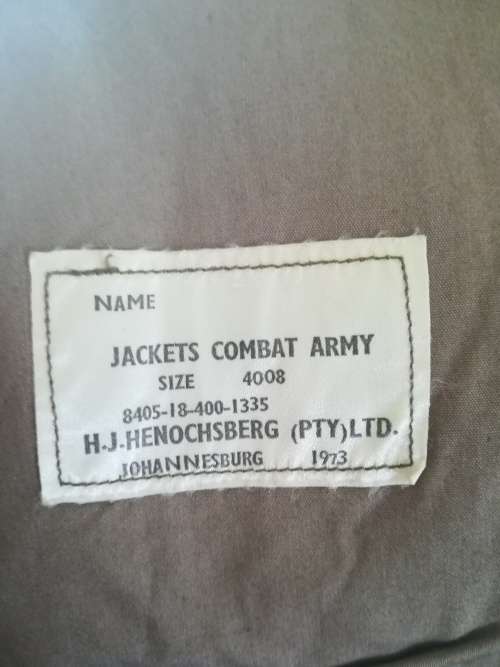 NAME
JACKETS COMBAT ARMY
SIZE 4008
8405-18-400-1335
H.J.HENOCHSBERG (PTY)LTD.
JOHANNESBURG 1973